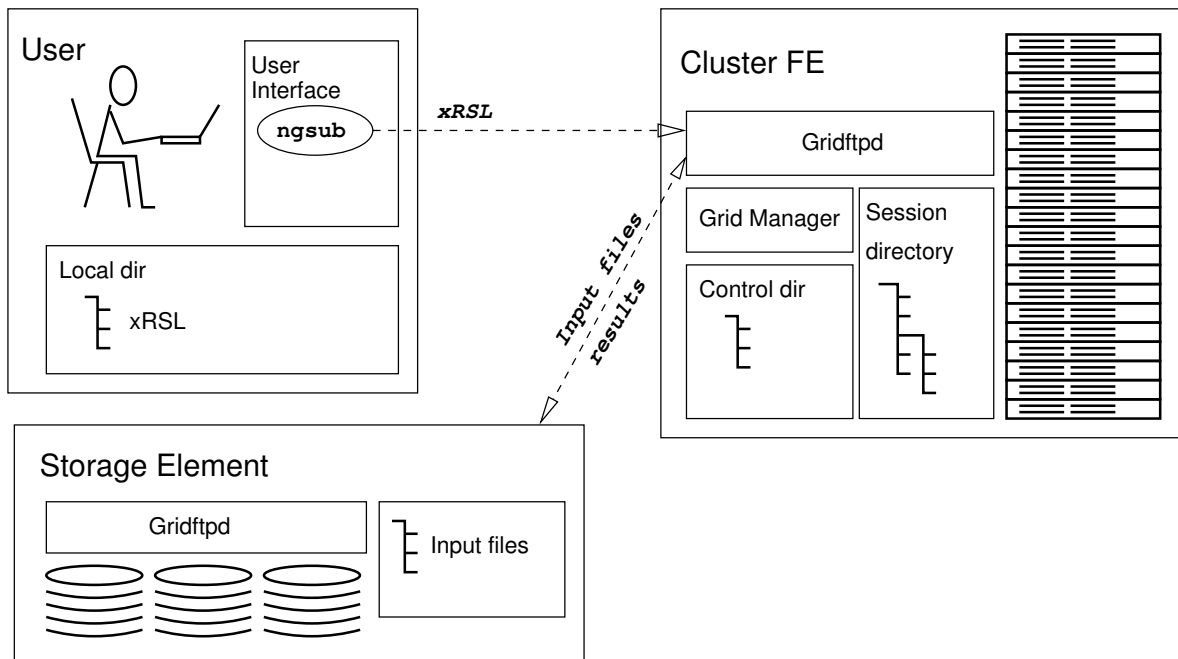 User
User
Interface
ngsub
Local dir
xRSL
xRSL
Cluster FE
Gridftpd
Grid Manager
Session
directory
Control dir
Input files
results
Storage Element
Gridftpd
Input files